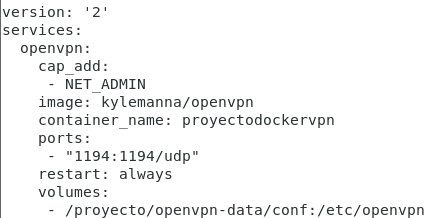 version: '2'
services:
  openvpn:
    cap_add:
     - NET_ADMIN
    image: kylemanna/openvpn
    container_name: proyectodockervpn
    ports:
     - "1194:1194/udp"
    restart: always
    volumes:
     - /proyecto/openvpn-data/conf:/etc/openvpn